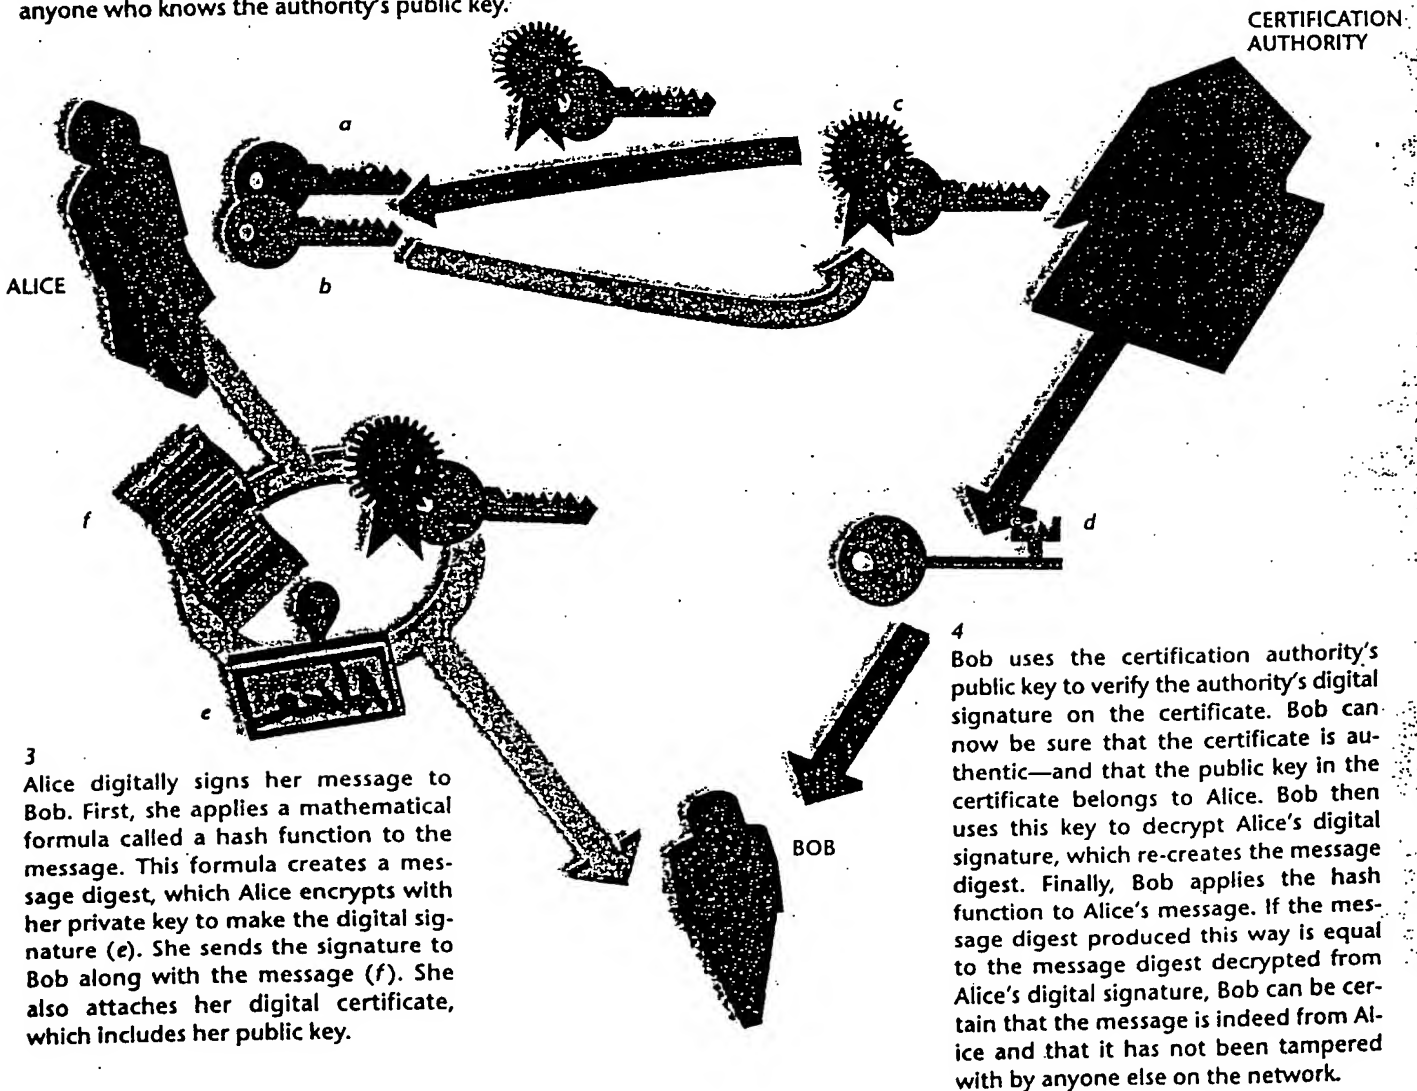 anyone who knows the authority's public key.
CERTIFICATION
AUTHORITY
a
c
ALICE
b
f
d
e
3
Alice digitally signs her message to
Bob. First, she applies a mathematical
formula called a hash function to the
message. This formula creates a mes-
sage digest, which Alice encrypts with
her private key to make the digital sig-
nature (e). She sends the signature to
Bob along with the message (f). She
also attaches her digital certificate,
which includes her public key.
BOB
4
Bob uses the certification authority's
public key to verify the authority's digital
signature on the certificate. Bob can
now be sure that the certificate is au-
thentic—and that the public key in the
certificate belongs to Alice. Bob then
uses this key to decrypt Alice's digital
signature, which re-creates the message
digest. Finally, Bob applies the hash
function to Alice's message. If the mes-
sage digest produced this way is equal
to the message digest decrypted from
Alice's digital signature, Bob can be cer-
tain that the message is indeed from Al-
ice and that it has not been tampered
with by anyone else on the network.